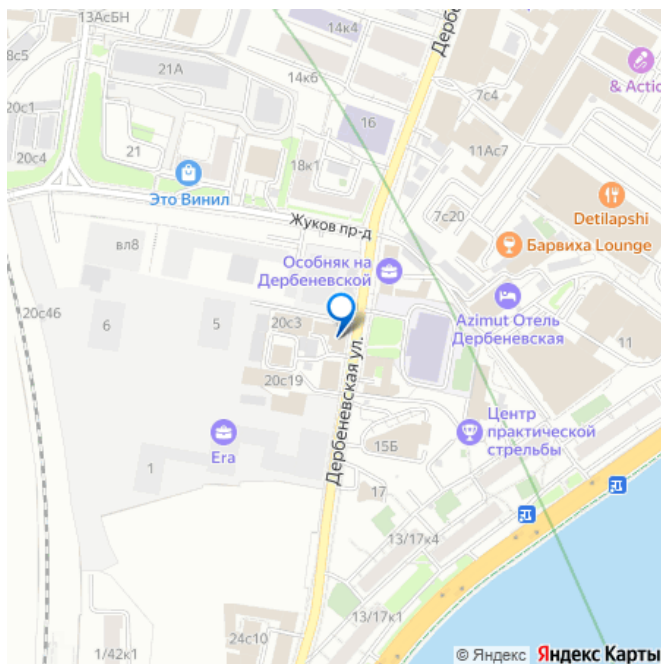 13АсБН
14к4
Дербе
8с5
21А
14к6
7с4
& Actio
20с1
16
20с4
21
18к1
11Ас7
Это Винил
Detilapshi
Жуков пр-д
7с20
Барвиха Lounge
вл8
Особняк на
Дербеневской
20с46
6
5
20с3
Azimut Отель
Дербеневская
11
20с19
Дербеневская ул.
Центр
практической
стрельбы
15Б
Era
1
17
13/17к4
13/17к1
24с10
1/42к1
© Яндекс Яндекс Карты